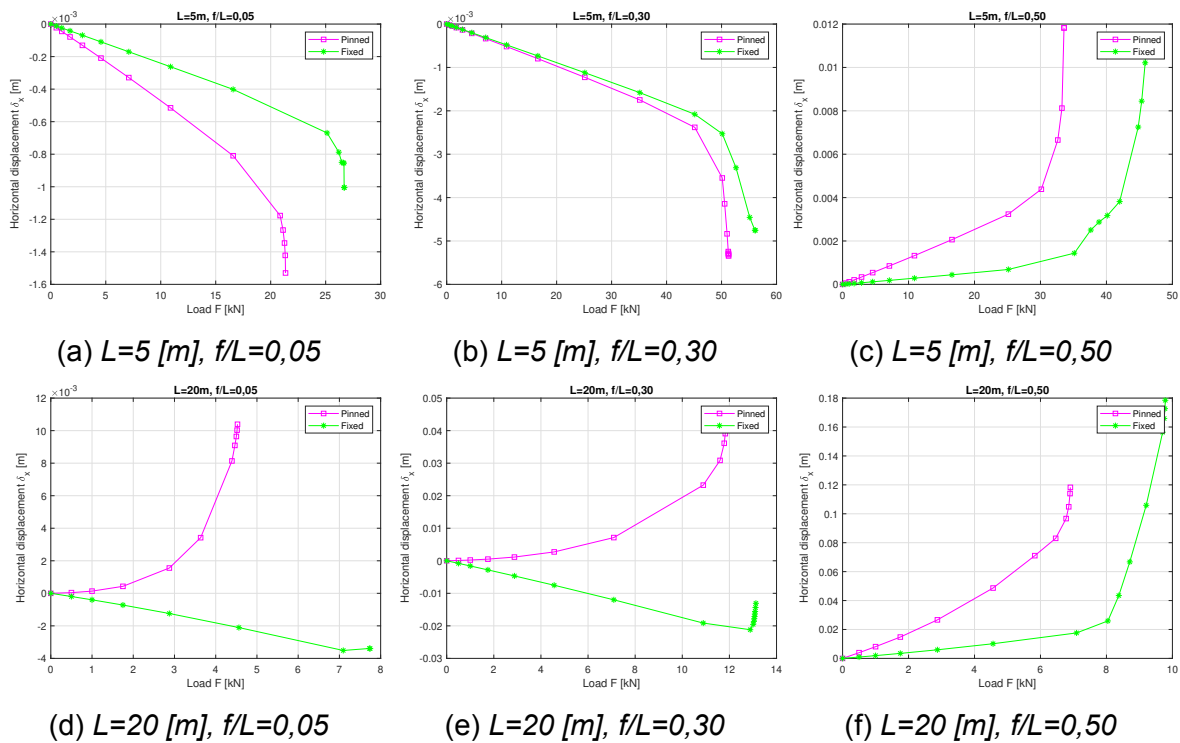 ×10⁻³
L=5m, f/L=0,05
Pinned
Fixed
Horizontal displacement δₓ [m]
0
-0.2
-0.4
-0.6
-0.8
-1
-1.2
-1.4
-1.6
0 5 10 15 20 25 30
Load F [kN]
(a) L=5 [m], f/L=0,05
×10⁻³
L=5m, f/L=0,30
Pinned
Fixed
Horizontal displacement δₓ [m]
0
-1
-2
-3
-4
-5
-6
0 10 20 30 40 50 60
Load F [kN]
(b) L=5 [m], f/L=0,30
L=5m, f/L=0,50
Pinned
Fixed
Horizontal displacement δₓ [m]
0.012
0.01
0.008
0.006
0.004
0.002
0
0 10 20 30 40 50
Load F [kN]
(c) L=5 [m], f/L=0,50
×10⁻³
L=20m, f/L=0,05
Pinned
Fixed
Horizontal displacement δₓ [m]
12
10
8
6
4
2
0
-2
-4
0 1 2 3 4 5 6 7 8
Load F [kN]
(d) L=20 [m], f/L=0,05
L=20m, f/L=0,30
Pinned
Fixed
Horizontal displacement δₓ [m]
0.05
0.04
0.03
0.02
0.01
0
-0.01
-0.02
-0.03
0 2 4 6 8 10 12 14
Load F [kN]
(e) L=20 [m], f/L=0,30
L=20m, f/L=0,50
Pinned
Fixed
Horizontal displacement δₓ [m]
0.18
0.16
0.14
0.12
0.1
0.08
0.06
0.04
0.02
0.00
0 2 4 6 8 10
Load F [kN]
(f) L=20 [m], f/L=0,50